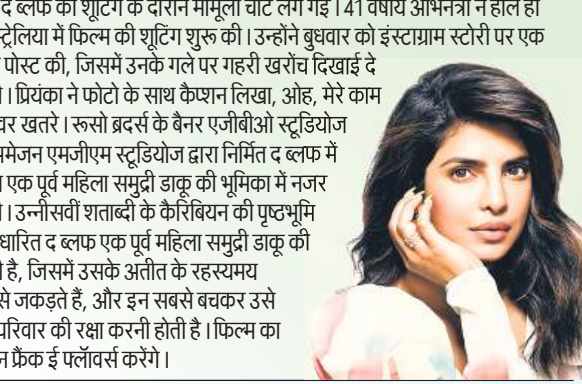 द ब्लफ की शूटिंग के दौरान मामूली चोट लग गई। 41 वर्षीय अभिनेत्री ने हाल ही
शूटिंग शुरू की। उन्होंने बुधवार को इंस्टाग्राम स्टोरी पर एक
पोस्ट की, जिसमें उनके गले पर गहरी खरोंच दिखाई दे
। प्रियंका ने फोटो के साथ कैप्शन लिखा, ओह, मेरे काम
खतरे। रूसो ब्रदर्स के बैनर एजीबीओ स्टूडियोज
एमजीएम स्टूडियोज द्वारा निर्मित द ब्लफ में
एक पूर्व महिला समुद्री डाकू की भूमिका में नजर
। उन्नीसवीं शताब्दी के कैरिबियन की पृष्ठभूमि
द ब्लफ एक पूर्व महिला समुद्री डाकू की
है, जिसमें उसके अतीत के रहस्यमय
से जकड़ते हैं, और इन सबसे बचकर उसे
परिवार की रक्षा करनी होती है। फिल्म का
फ्रैंक ई फ्लॉवर्स करेंगे।